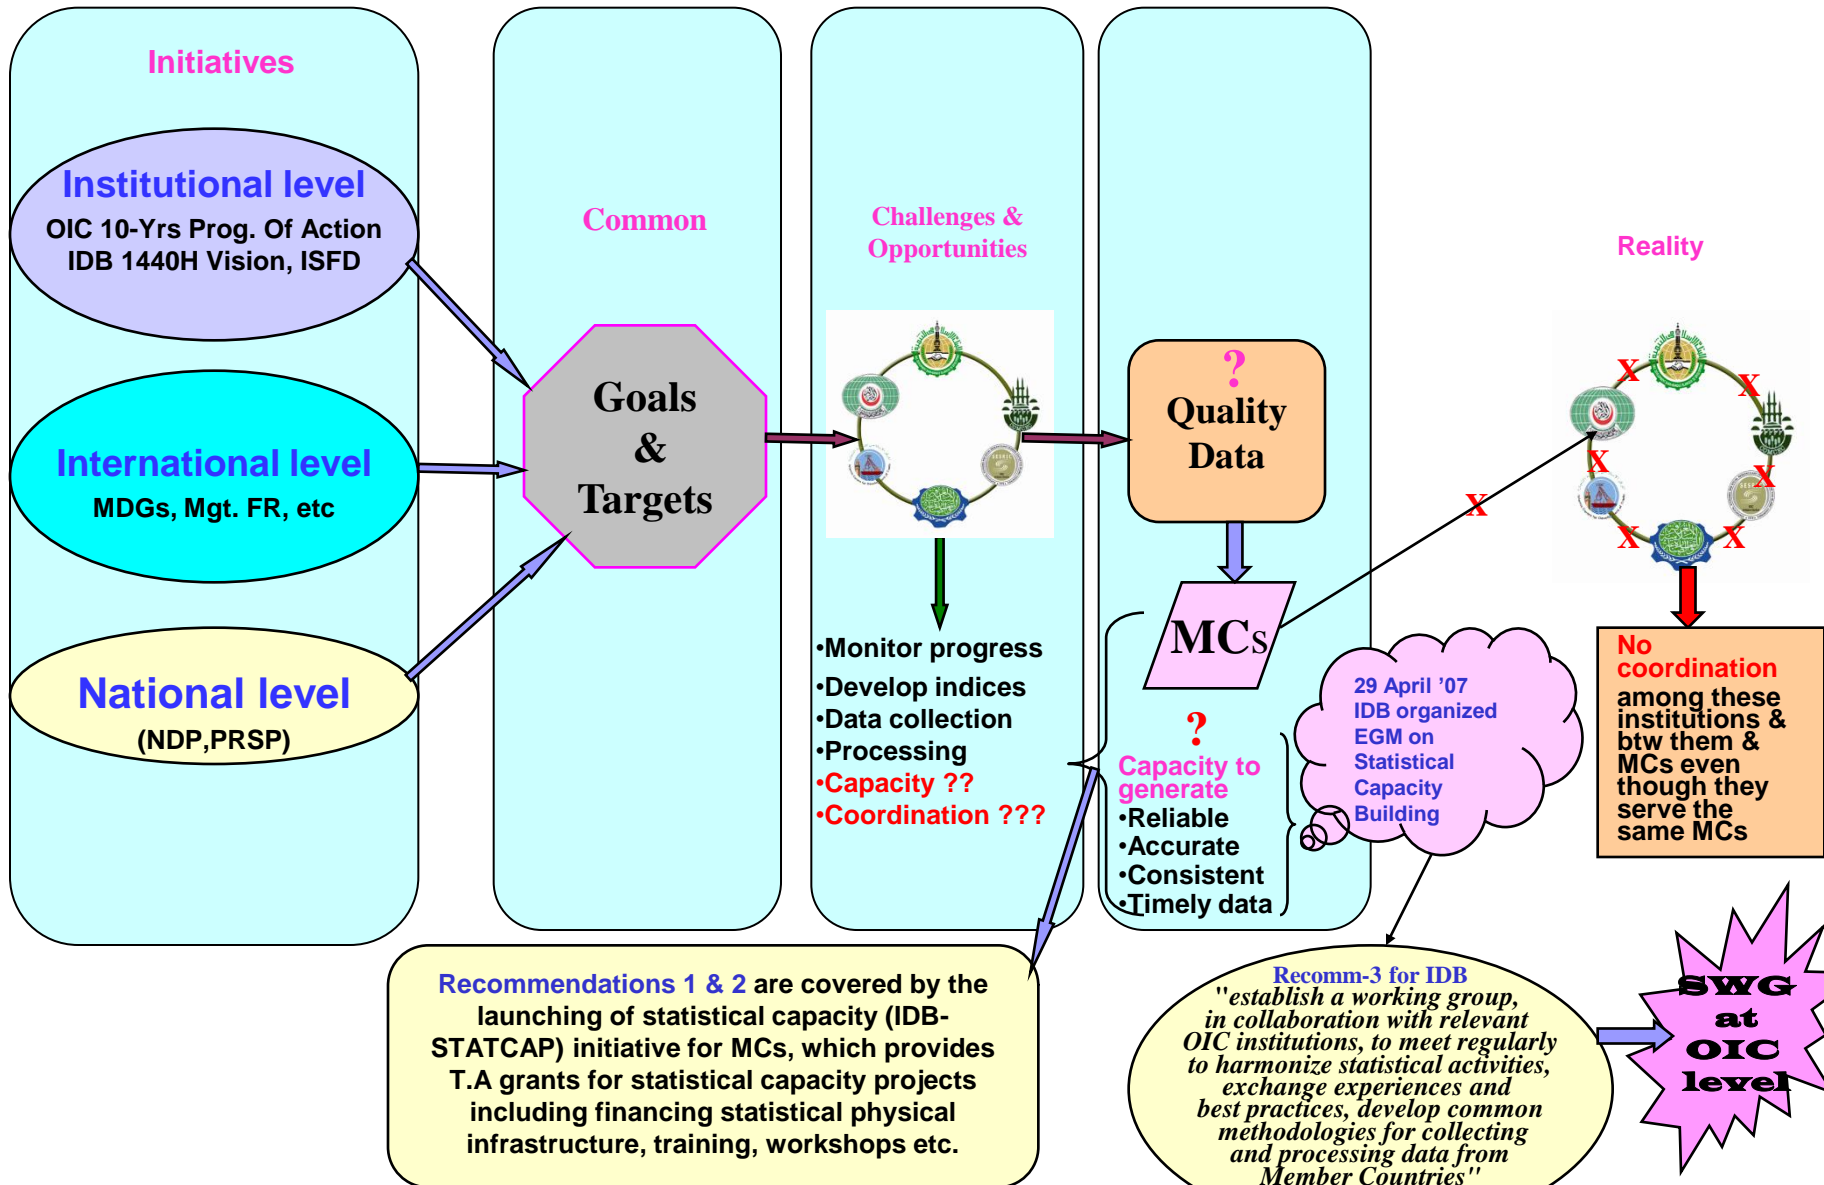 Initiatives
Institutional level
OIC 10-Yrs Prog. Of Action
IDB 1440H Vision, ISFD
International level
MDGs, Mgt. FR, etc
National level
(NDP,PRSP)
Common
Goals
&
Targets
Challenges &
Opportunities
•Monitor progress
•Develop indices
•Data collection
•Processing
•Capacity ??
•Coordination ???
?
Quality
Data
MCs
?
Capacity to
generate
•Reliable
•Accurate
•Consistent
•Timely data
29 April ’07
IDB organized
EGM on
Statistical
Capacity
Building
Reality
X
X
X
X
X
X
X
No
coordination
among these
institutions &
btw them &
MCs even
though they
serve the
same MCs
Recommendations 1 & 2 are covered by the
launching of statistical capacity (IDB-
STATCAP) initiative for MCs, which provides
T.A grants for statistical capacity projects
including financing statistical physical
infrastructure, training, workshops etc.
Recomm-3 for IDB
"establish a working group,
in collaboration with relevant
OIC institutions, to meet regularly
to harmonize statistical activities,
exchange experiences and
best practices, develop common
methodologies for collecting
and processing data from
Member Countries"
SWG
at
OIC
level